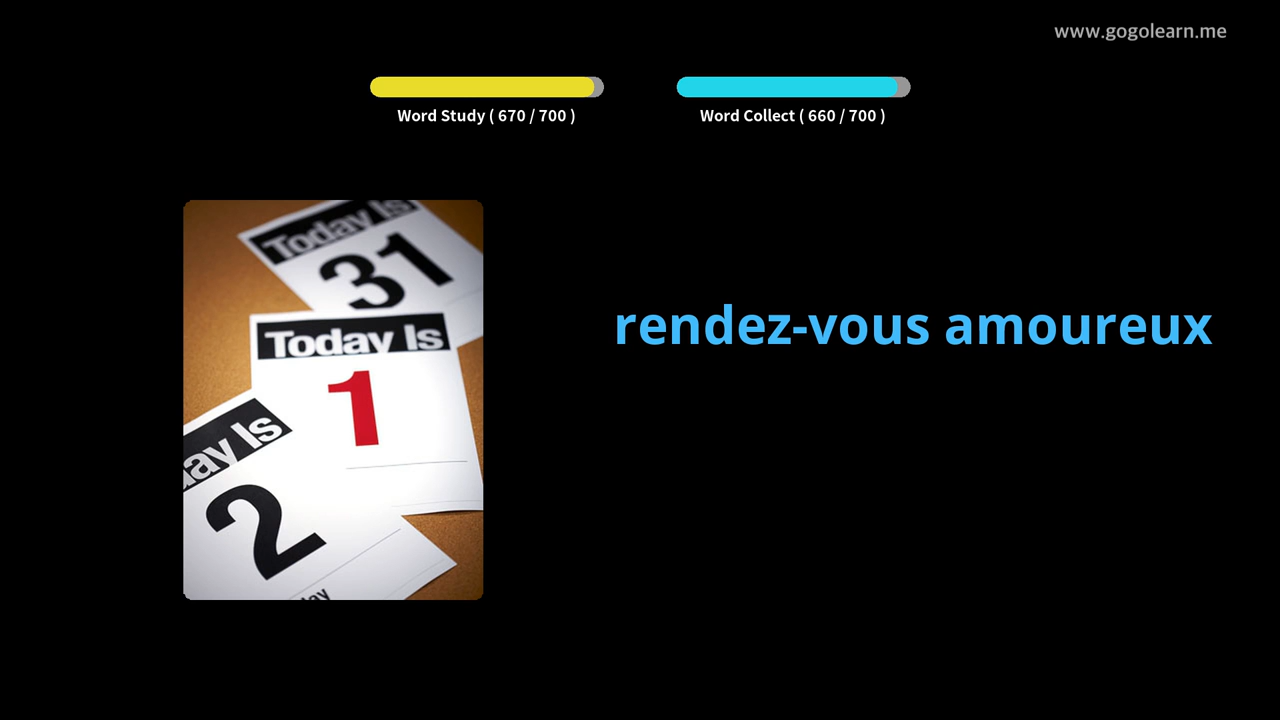 www.gogolearn.me
Word Study ( 670 / 700 )
Word Collect ( 660 / 700 )
Today Is
31
Today Is
1
ay Is
2
rendez-vous amoureux